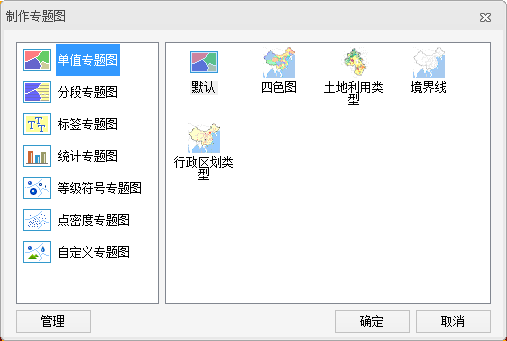 制作专题图
单值专题图
分段专题图
标签专题图
统计专题图
等级符号专题图
点密度专题图
自定义专题图
默认
四色图
土地利用类
型
境界线
行政区划类
型
管理
确定
取消